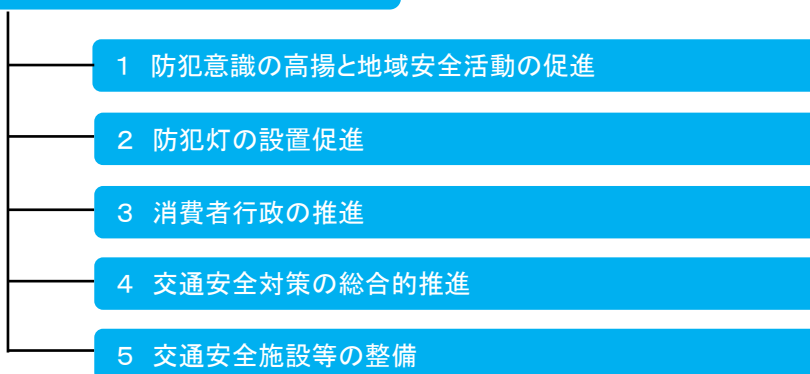 １ 防犯意識の高揚と地域安全活動の促進
２ 防犯灯の設置促進
３ 消費者行政の推進
４ 交通安全対策の総合的推進
５ 交通安全施設等の整備